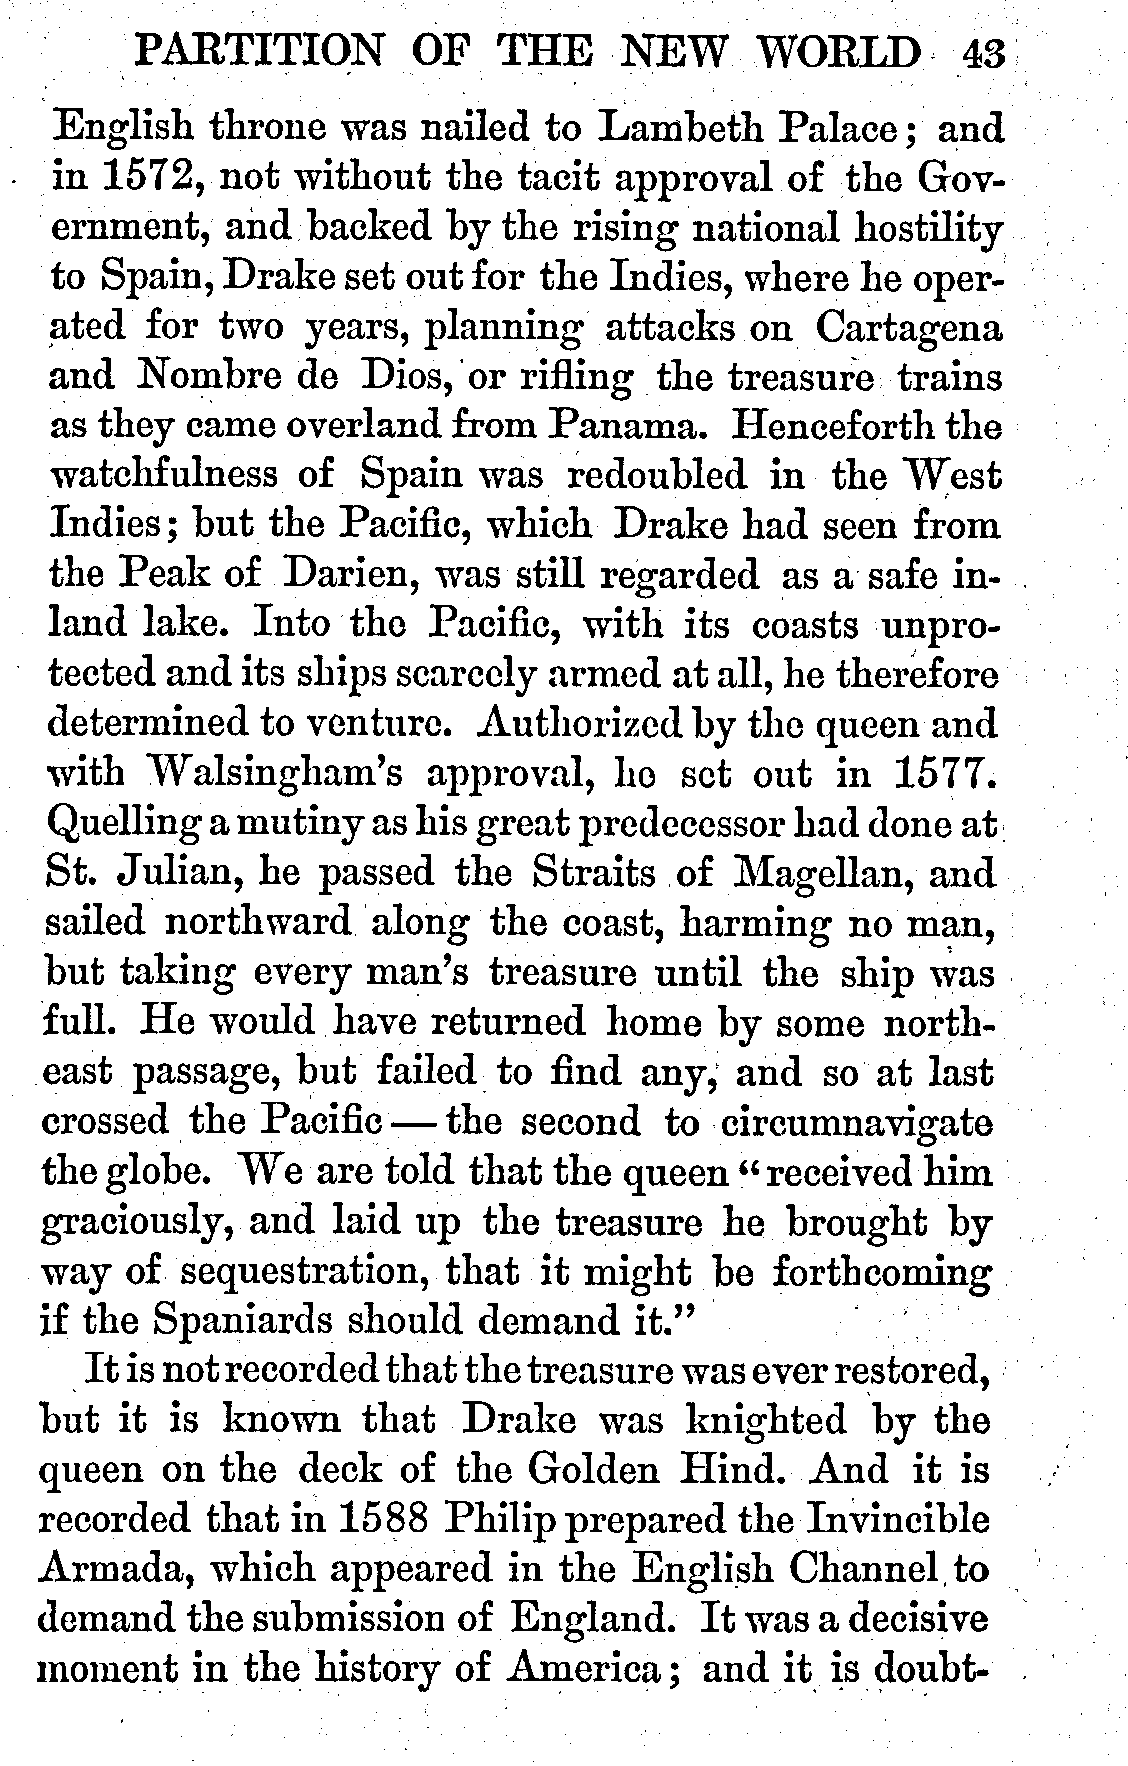 PARTITION OF THE NEW WORLD 43
English throne was nailed to Lambeth Palace; and
in 1572, not without the tacit approval of the Gov-
ernment, and backed by the rising national hostility
to Spain, Drake set out for the Indies, where he oper-
ated for two years, planning attacks on Cartagena
and Nombre de Dios, or rifling the treasure trains
as they came overland from Panama. Henceforth the
watchfulness of Spain was redoubled in the West
Indies; but the Pacific, which Drake had seen from
the Peak of Darien, was still regarded as a safe in-
land lake. Into the Pacific, with its coasts unpro-
tected and its ships scarcely armed at all, he therefore
determined to venture. Authorized by the queen and
with Walsingham's approval, he set out in 1577.
Quelling a mutiny as his great predecessor had done at
St. Julian, he passed the Straits of Magellan, and
sailed northward along the coast, harming no man,
but taking every man's treasure until the ship was
full. He would have returned home by some north-
east passage, but failed to find any, and so at last
crossed the Pacific — the second to circumnavigate
the globe. We are told that the queen "received him
graciously, and laid up the treasure he brought by
way of sequestration, that it might be forthcoming
if the Spaniards should demand it."
It is not recorded that the treasure was ever restored,
but it is known that Drake was knighted by the
queen on the deck of the Golden Hind. And it is
recorded that in 1588 Philip prepared the Invincible
Armada, which appeared in the English Channel to
demand the submission of England. It was a decisive
moment in the history of America; and it is doubt-